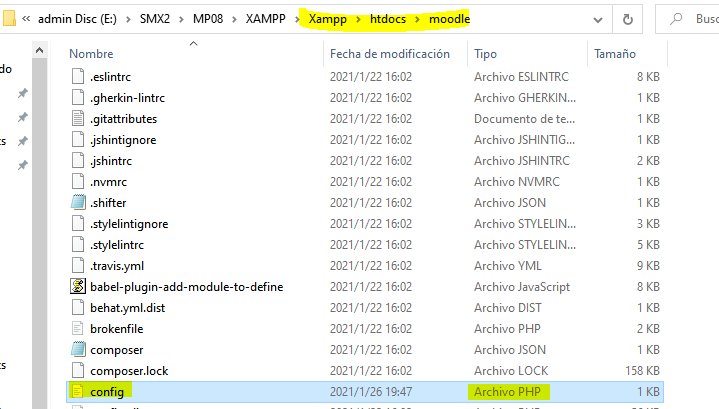 « admin Disc (E:) > SMX2 > MP08 > XAMPP > Xampp > htdocs > moodle Busc
Nombre Fecha de modificación Tipo Tamaño
do
.eslintrc 2021/1/22 16:02 Archivo ESLINTRC 8 KB
.gherkin-lintrc 2021/1/22 16:02 Archivo GHERKIN... 1 KB
.gitattributes 2021/1/22 16:02 Documento de te... 1 KB
ts
.jshintignore 2021/1/22 16:02 Archivo JSHINTIG... 1 KB
.jshintrc 2021/1/22 16:02 Archivo JSHINTRC 2 KB
.nvmrc 2021/1/22 16:02 Archivo NVMRC 1 KB
.shifter 2021/1/22 16:02 Archivo JSON 1 KB
.stylelintignore 2021/1/22 16:02 Archivo STYLELIN... 3 KB
.stylelintrc 2021/1/22 16:02 Archivo STYLELIN... 5 KB
.travis.yml 2021/1/22 16:02 Archivo YML 9 KB
babel-plugin-add-module-to-define 2021/1/22 16:02 Archivo JavaScript 8 KB
behat.yml.dist 2021/1/22 16:02 Archivo DIST 1 KB
brokenfile 2021/1/22 16:02 Archivo PHP 2 KB
composer 2021/1/22 16:02 Archivo JSON 1 KB
s
composer.lock 2021/1/22 16:02 Archivo LOCK 158 KB
config 2021/1/26 19:47 Archivo PHP 1 KB